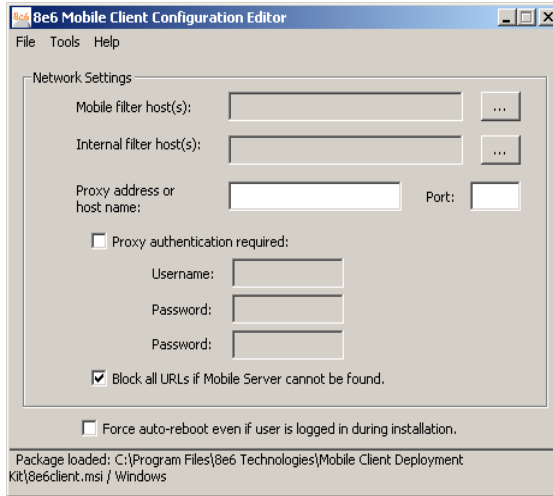 8e6 8e6 Mobile Client Configuration Editor
File Tools Help
Network Settings
Mobile filter host(s): ...
Internal filter host(s): ...
Proxy address or
host name:
Port:
Proxy authentication required:
Username:
Password:
Password:
Block all URLs if Mobile Server cannot be found.
Force auto-reboot even if user is logged in during installation.
Package loaded: C:\Program Files\8e6 Technologies\Mobile Client Deployment
Kit\8e6client.msi / Windows